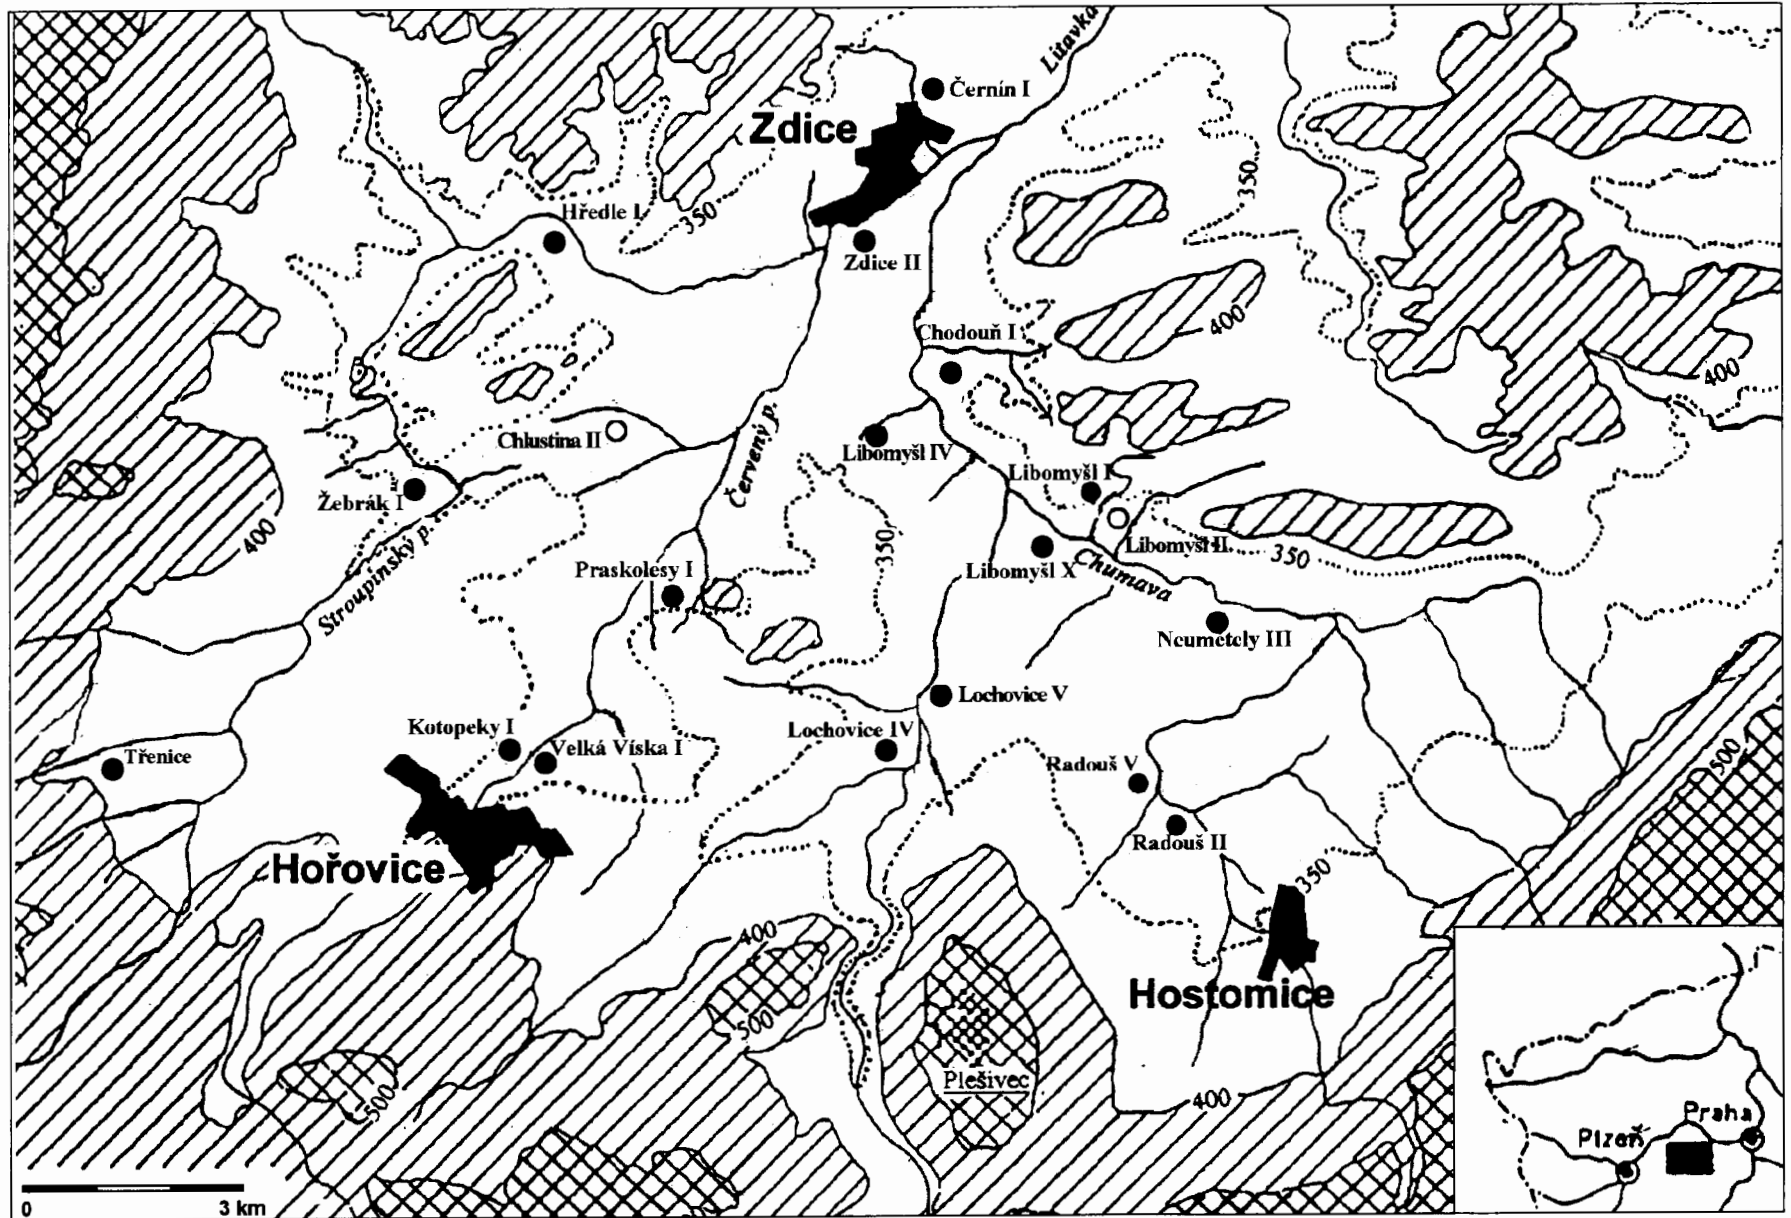 Litavka
Černín I
Zdice
350
Hředle I
350
Zdice II
400
Chodouň I
400
Červený p.
Chlustina II
Libomyšl IV
Libomyšl I
Žebrák I
400
Libomyšl II
350
350
Stroupinský p.
Praskolesy I
Libomyšl X
Chumava
Neumětely III
Lochovice V
Kotopeky I
Velká Víska I
Lochovice IV
Třenice
Radouš V
500
Radouš II
Hořovice
350
400
Hostomice
500
Plešivec
500
400
Praha
Plzeň
0
3 km